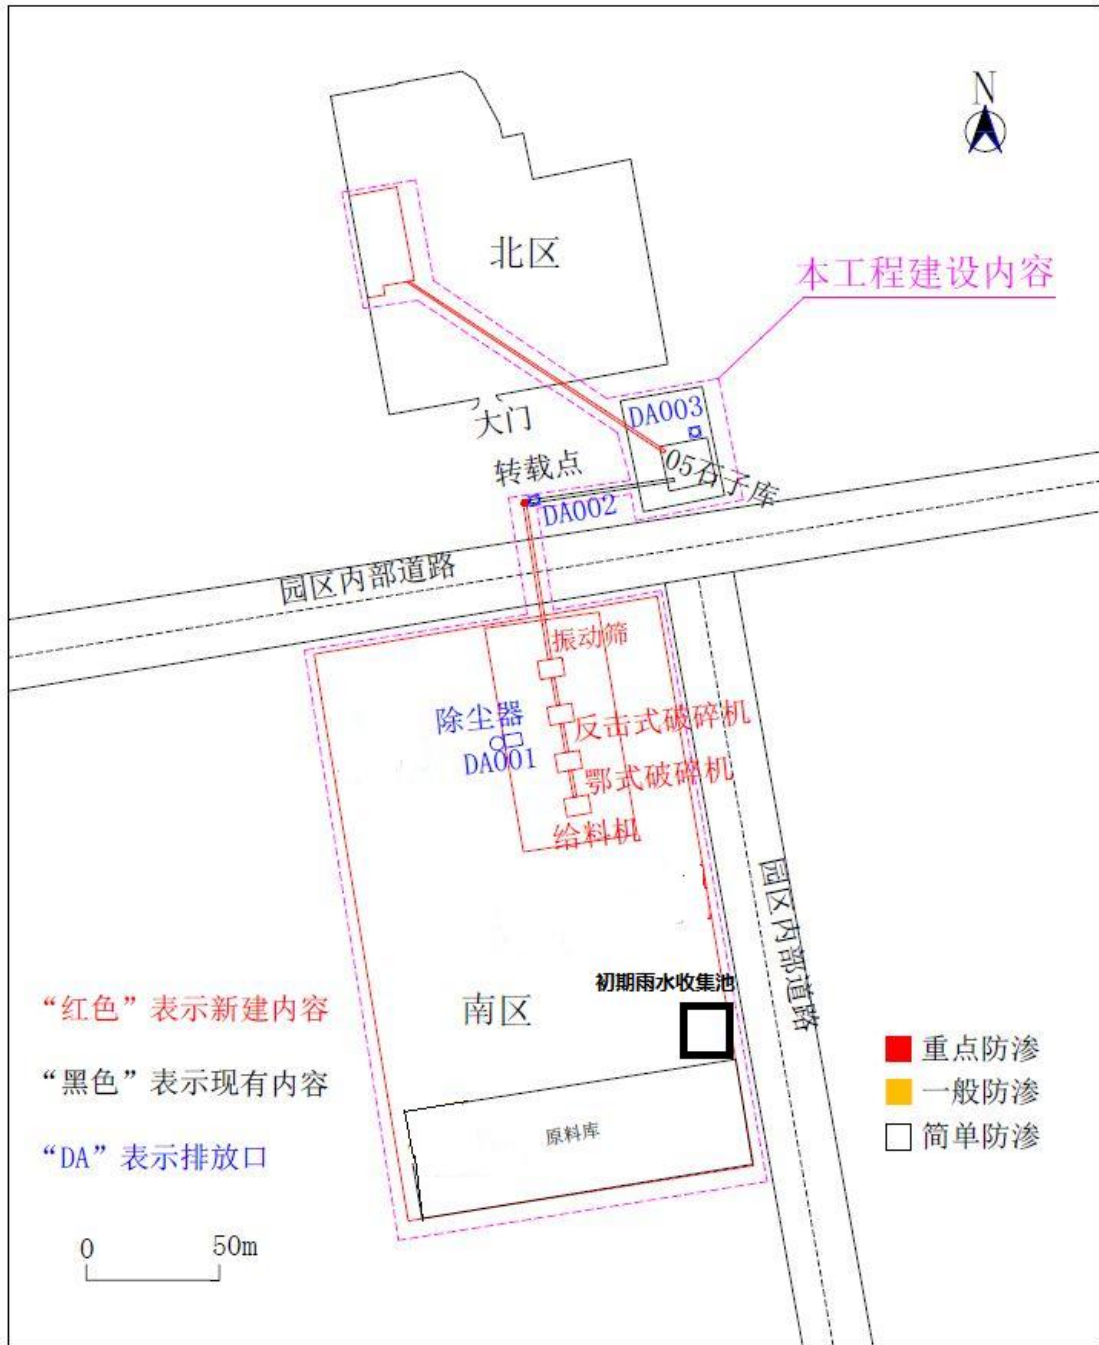 N
北区
本工程建设内容
DA003
大门
05石子库
转载点
DA002
园区内部道路
振动筛
除尘器
反击式破碎机
DA001
鄂式破碎机
给料机
园区内部道路
初期雨水收集池
“红色”表示新建内容
南区
“黑色”表示现有内容
重点防渗
一般防渗
简单防渗
原料库
“DA”表示排放口
0 50m